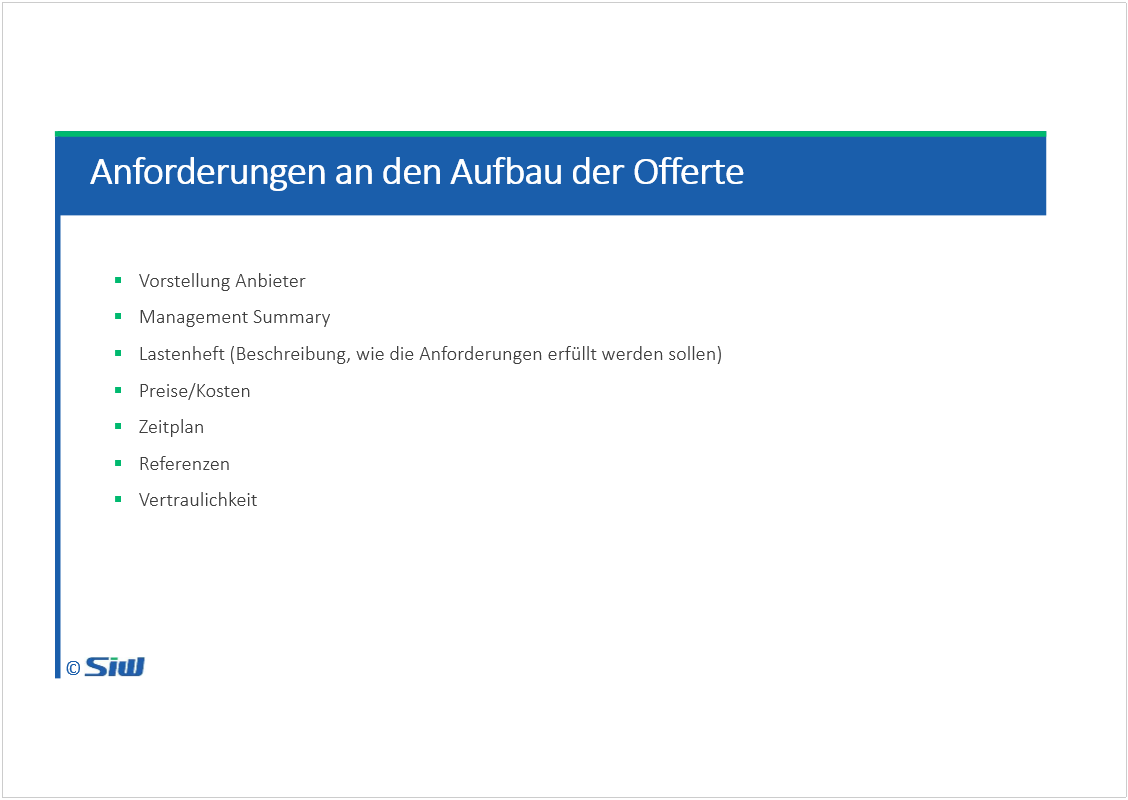 Anforderungen an den Aufbau der Offerte
▪ Vorstellung Anbieter
▪ Management Summary
▪ Lastenheft (Beschreibung, wie die Anforderungen erfüllt werden sollen)
▪ Preise/Kosten
▪ Zeitplan
▪ Referenzen
▪ Vertraulichkeit
© SiW